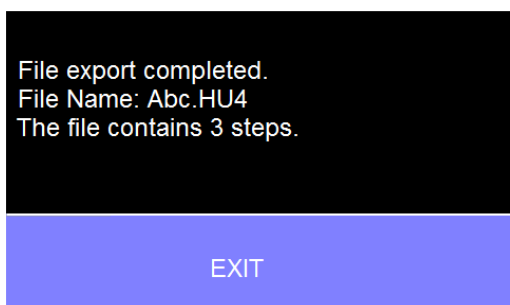 File export completed.
File Name: Abc.HU4
The file contains 3 steps.
EXIT